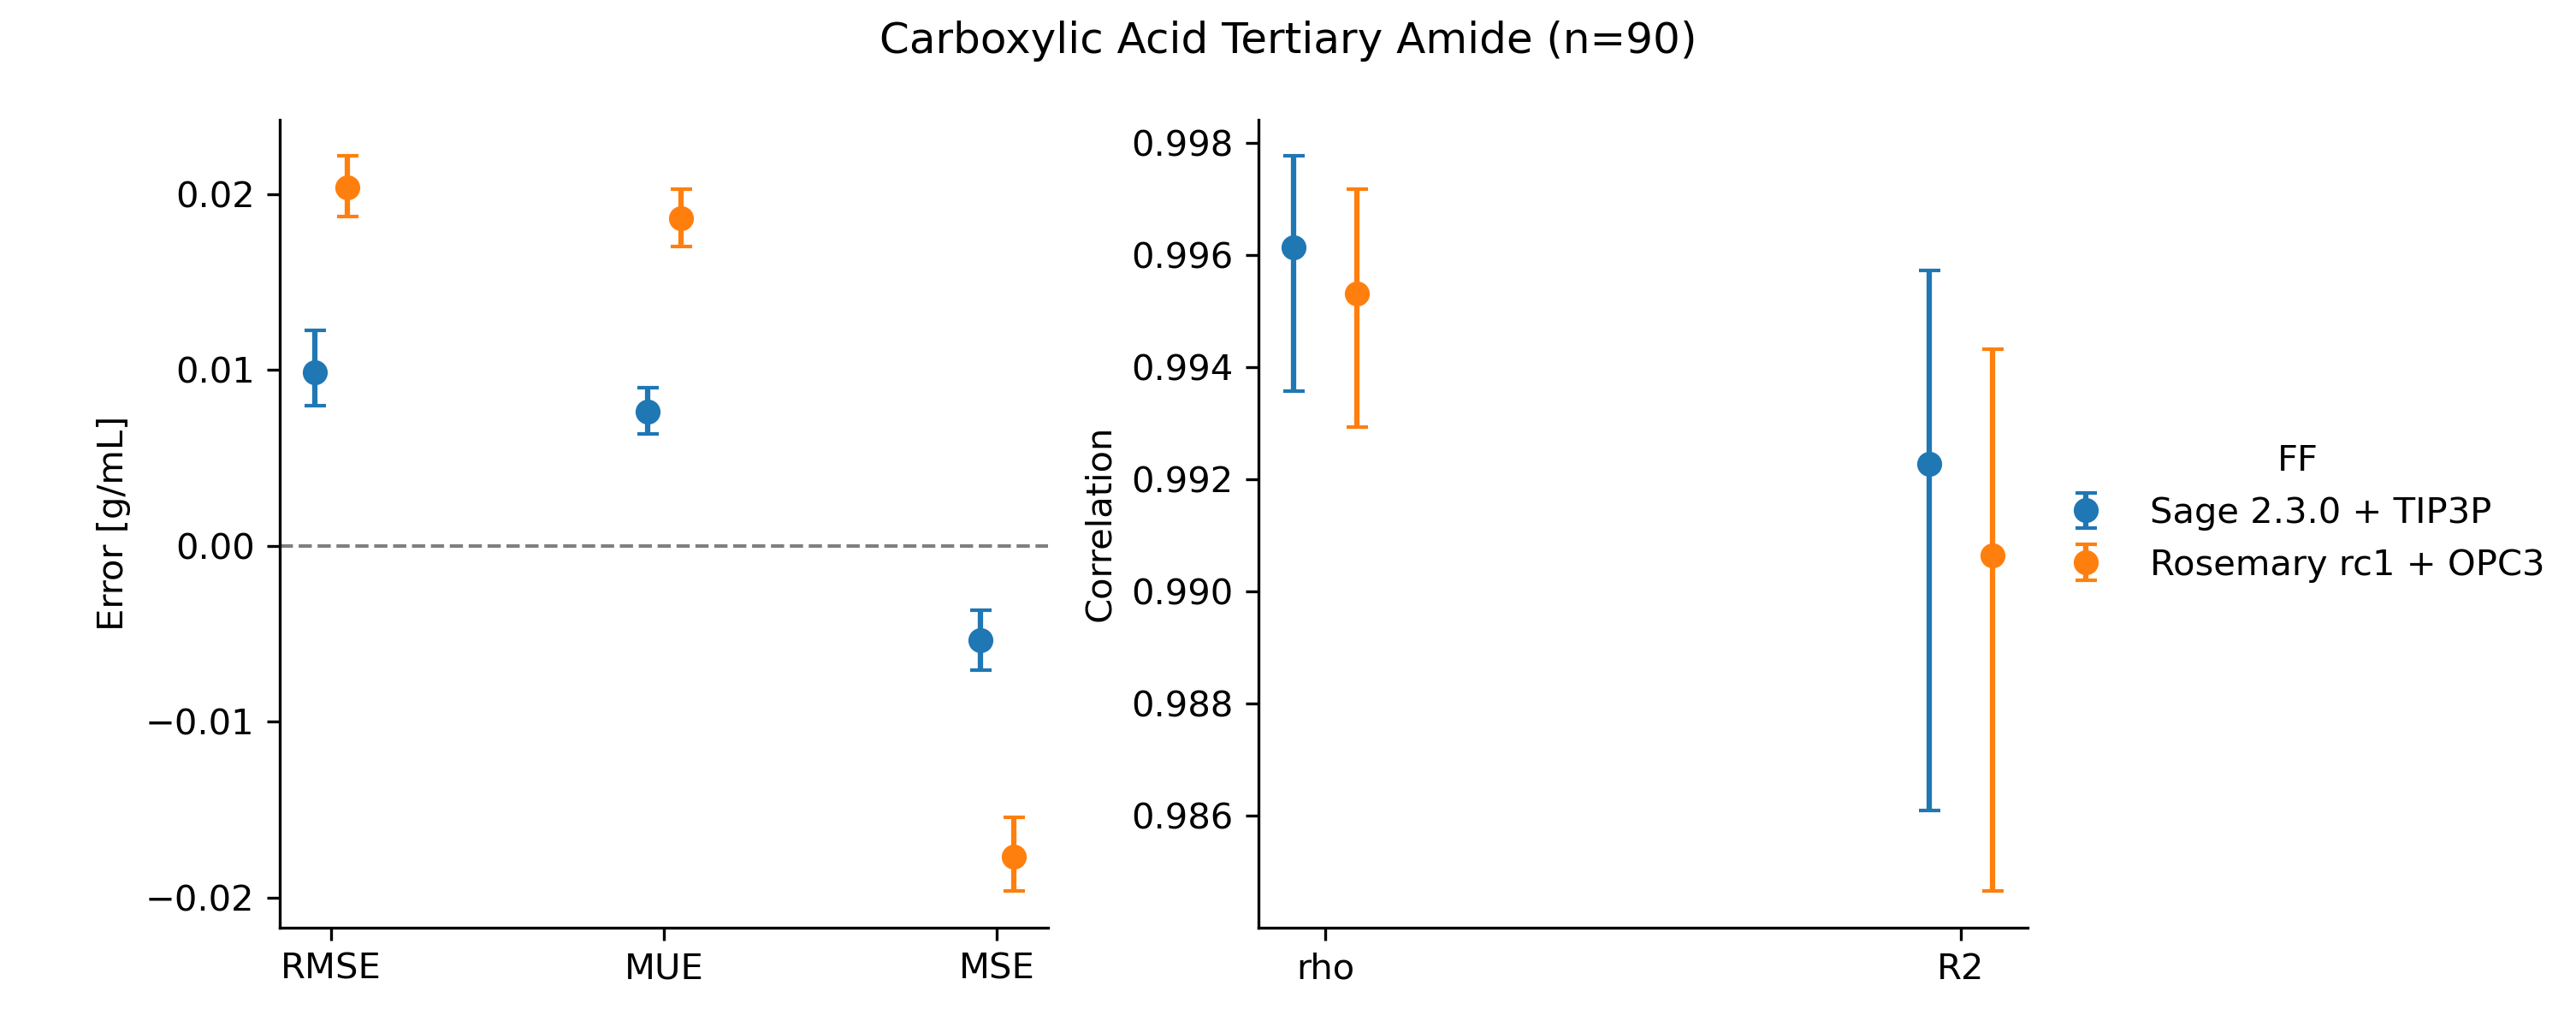 Carboxylic Acid Tertiary Amide (n=90)
Error [g/mL]
0.02
0.01
0.00
−0.01
−0.02
RMSE
MUE
MSE
Correlation
0.998
0.996
0.994
0.992
0.990
0.988
0.986
rho
R2
FF
Sage 2.3.0 + TIP3P
Rosemary rc1 + OPC3